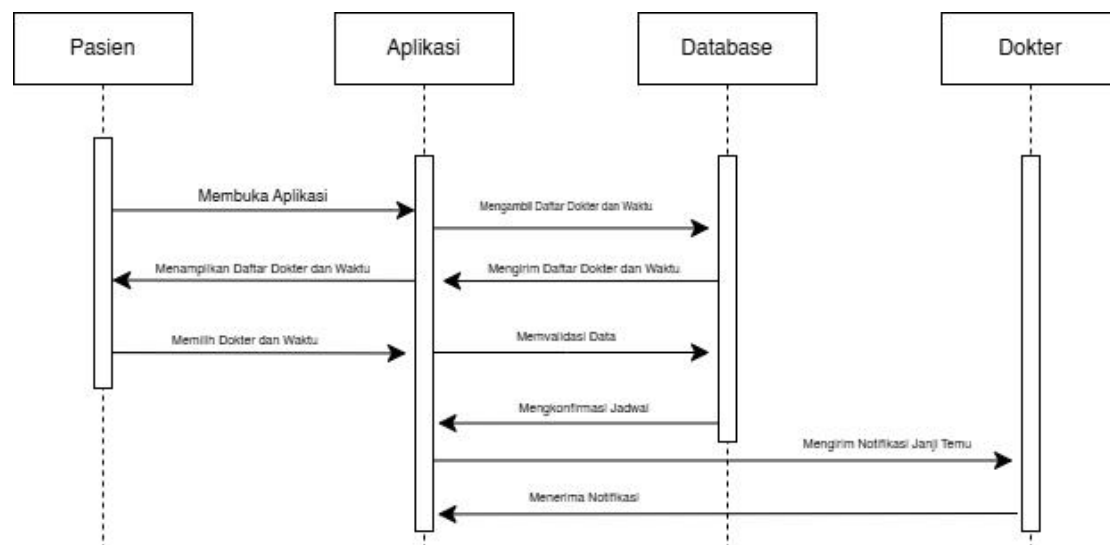 Pasien
Aplikasi
Database
Dokter
Membuka Aplikasi
Mengambil Daftar Dokter dan Waktu
Menampilkan Daftar Dokter dan Waktu
Mengirim Daftar Dokter dan Waktu
Memilih Dokter dan Waktu
Memvalidasi Data
Mengkonfirmasi Jadwal
Mengirim Notifikasi Janji Temu
Menerima Notifikasi